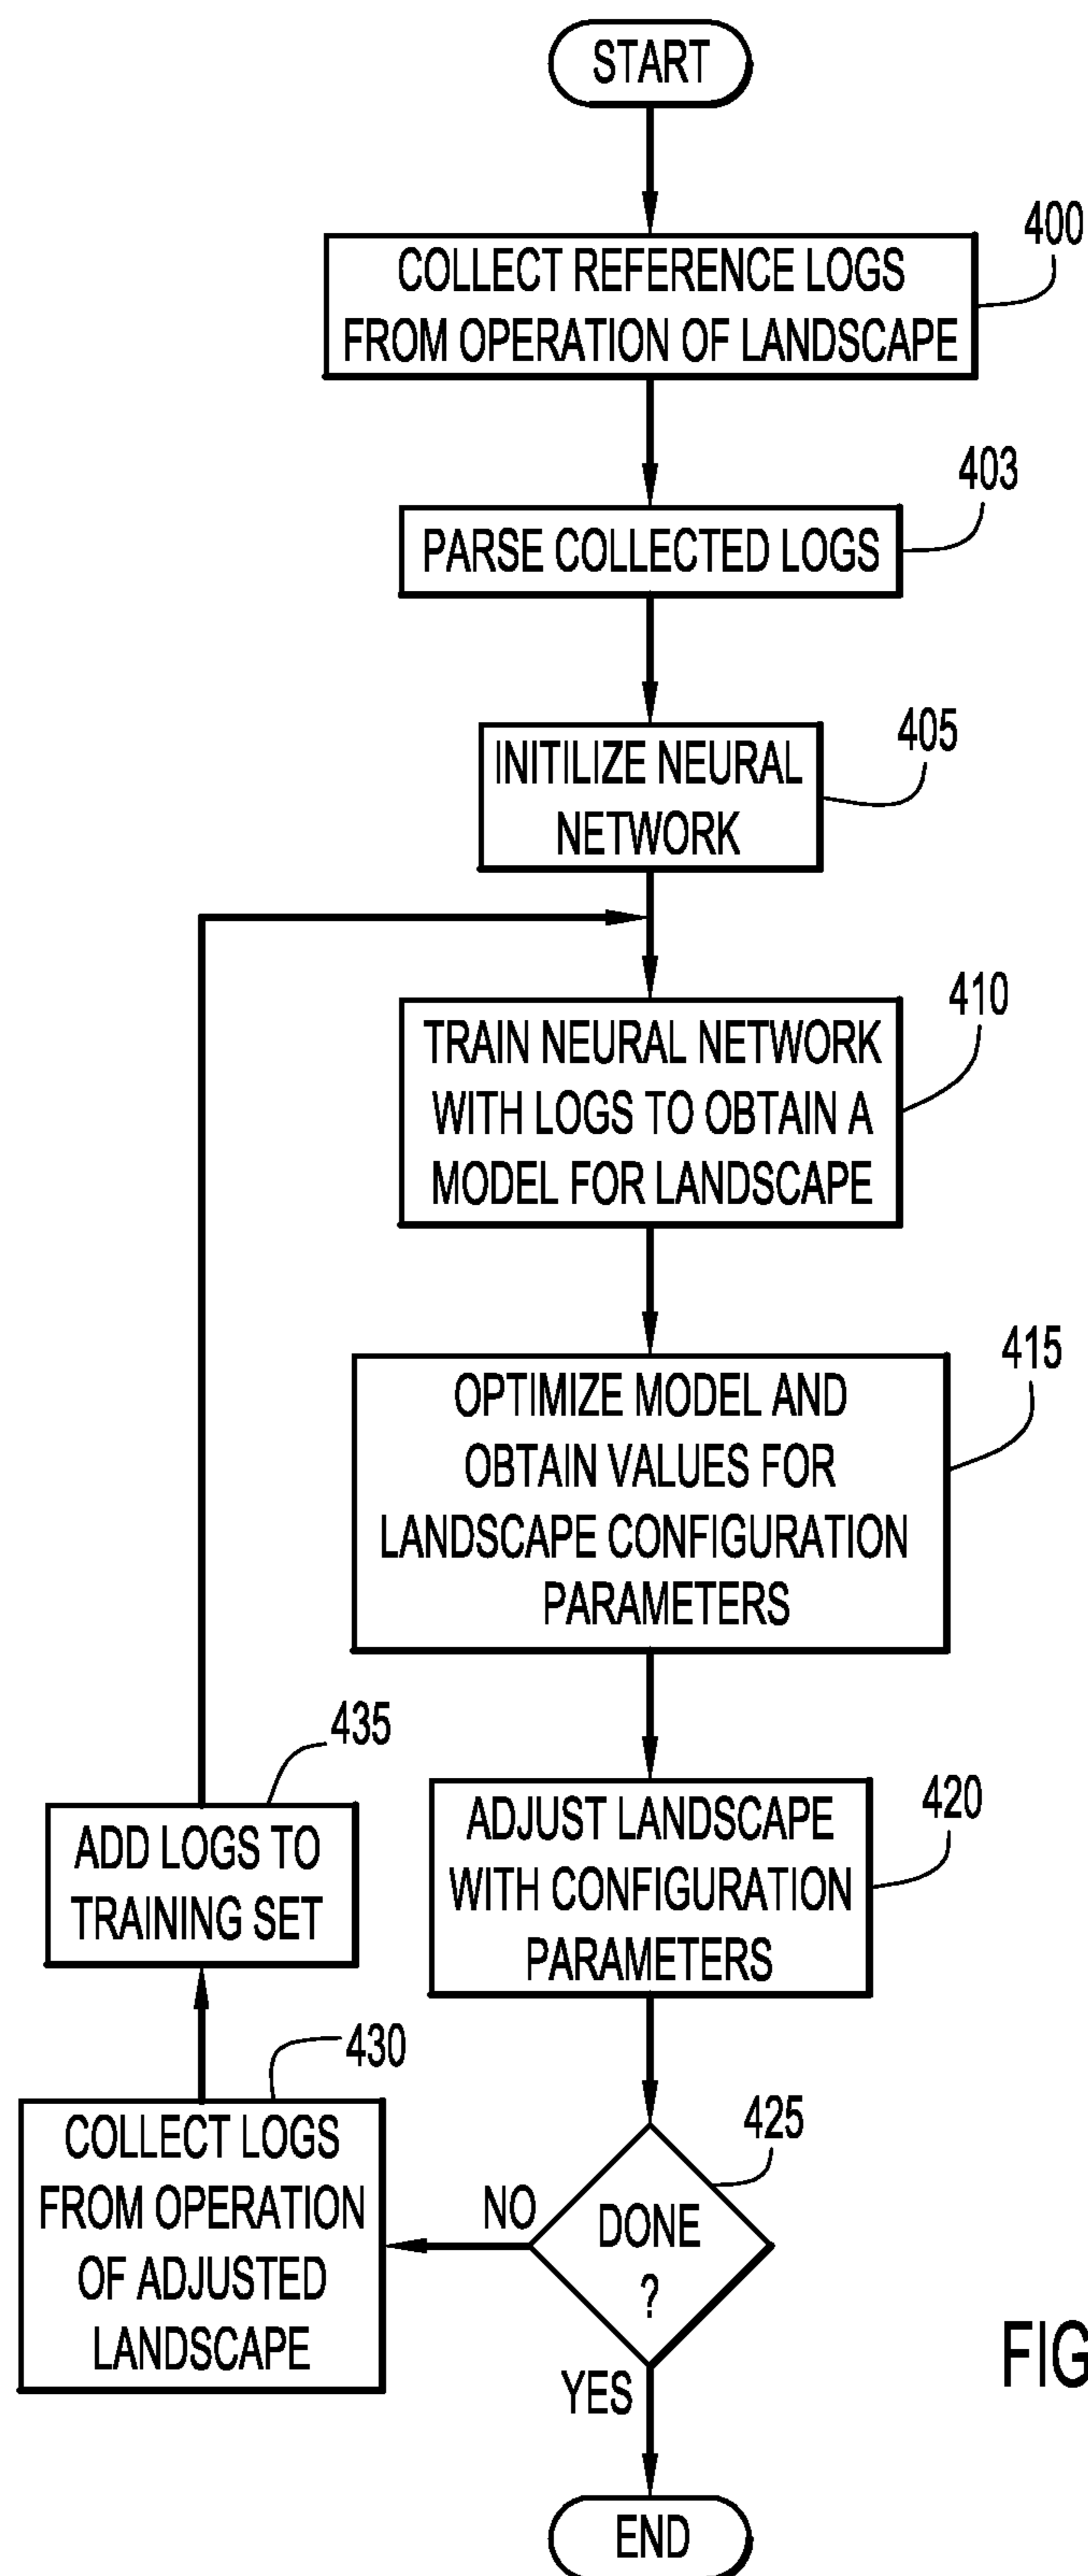 START
400
COLLECT REFERENCE LOGS
FROM OPERATION OF LANDSCAPE
403
PARSE COLLECTED LOGS
405
INITILIZE NEURAL
NETWORK
410
TRAIN NEURAL NETWORK
WITH LOGS TO OBTAIN A
MODEL FOR LANDSCAPE
415
OPTIMIZE MODEL AND
OBTAIN VALUES FOR
LANDSCAPE CONFIGURATION
PARAMETERS
420
ADJUST LANDSCAPE
WITH CONFIGURATION
PARAMETERS
425
DONE
?
NO
YES
430
COLLECT LOGS
FROM OPERATION
OF ADJUSTED
LANDSCAPE
435
ADD LOGS TO
TRAINING SET
END
FIG